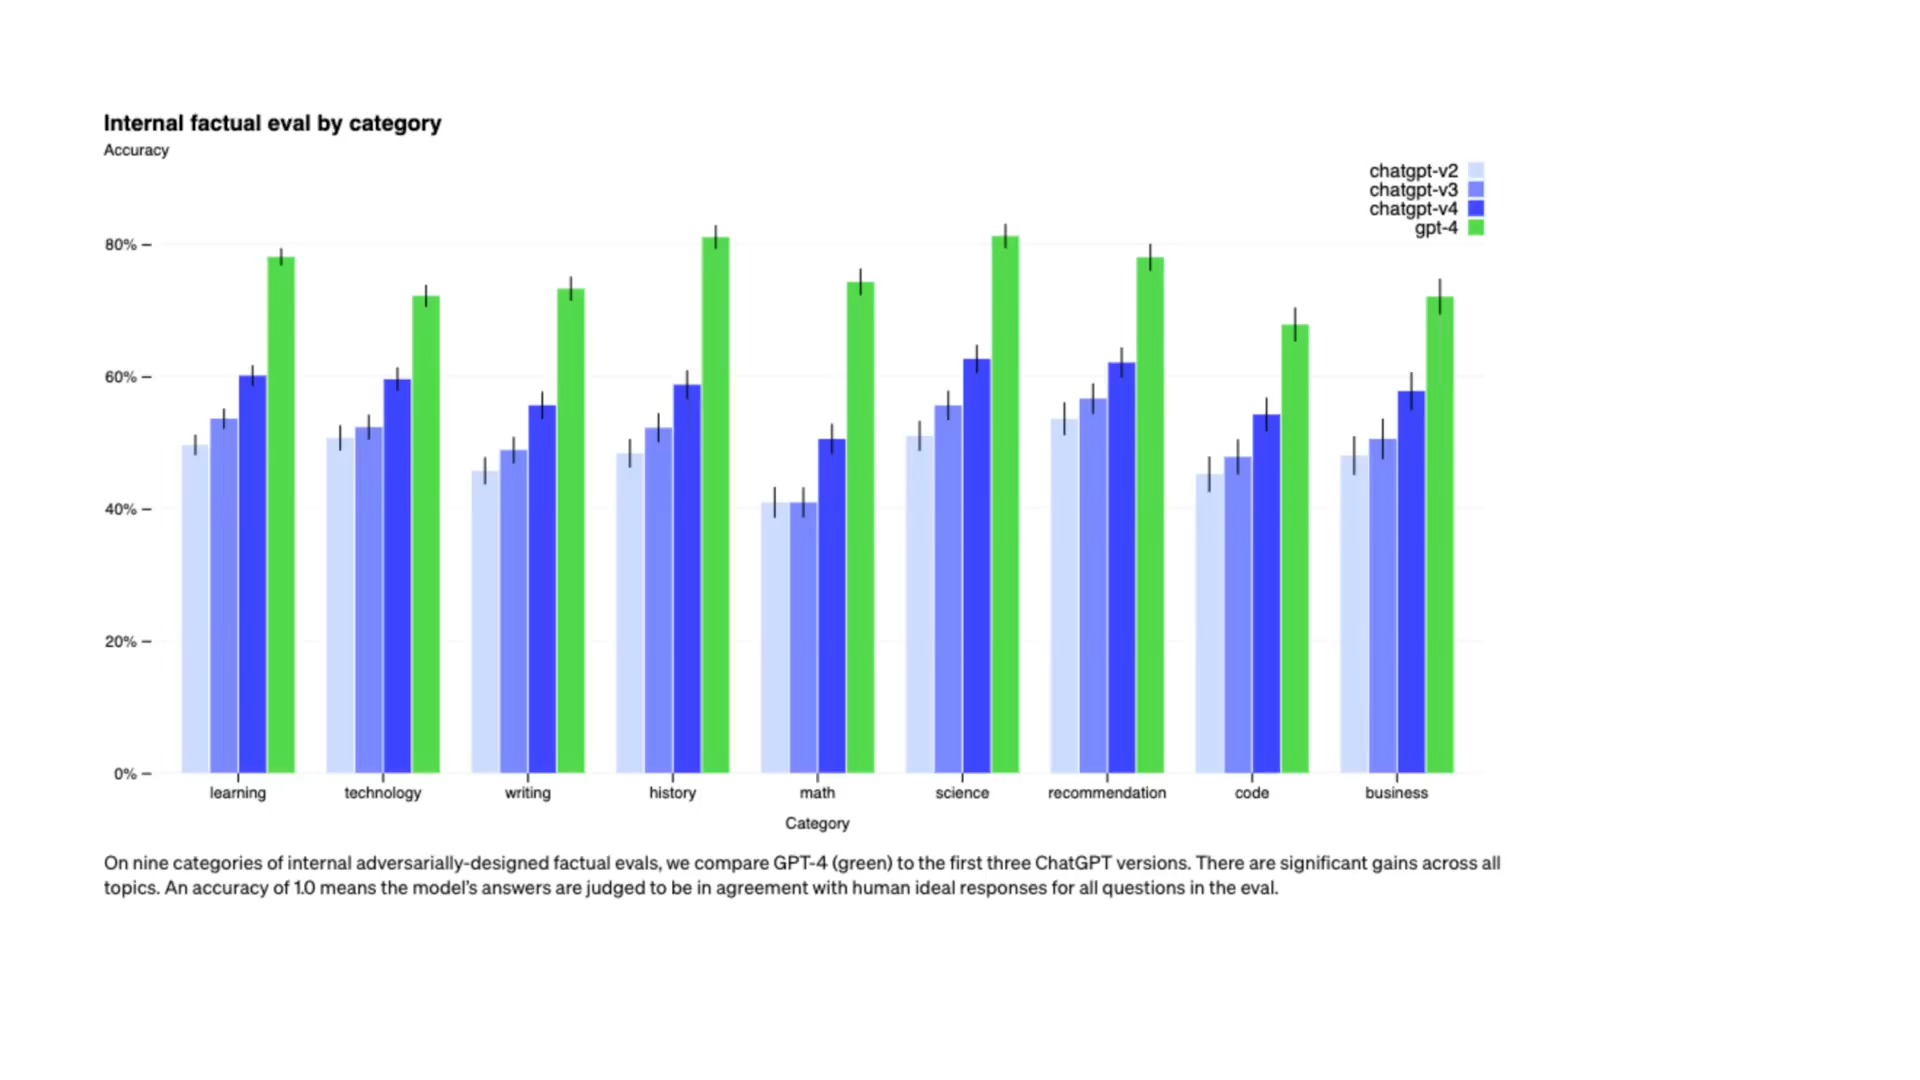 Internal factual eval by category
Accuracy
chatgpt-v2
chatgpt-v3
chatgpt-v4
gpt-4
80%
60%
40%
20%
0%
learning technology writing history math science recommendation code business
Category
On nine categories of internal adversarially-designed factual evals, we compare GPT-4 (green) to the first three ChatGPT versions. There are significant gains across all
topics. An accuracy of 1.0 means the model's answers are judged to be in agreement with human ideal responses for all questions in the eval.